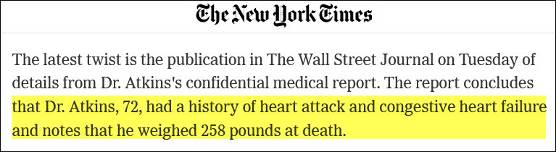 The New York Times
The latest twist is the publication in The Wall Street Journal on Tuesday of
details from Dr. Atkins's confidential medical report. The report concludes
that Dr. Atkins, 72, had a history of heart attack and congestive heart failure
and notes that he weighed 258 pounds at death.